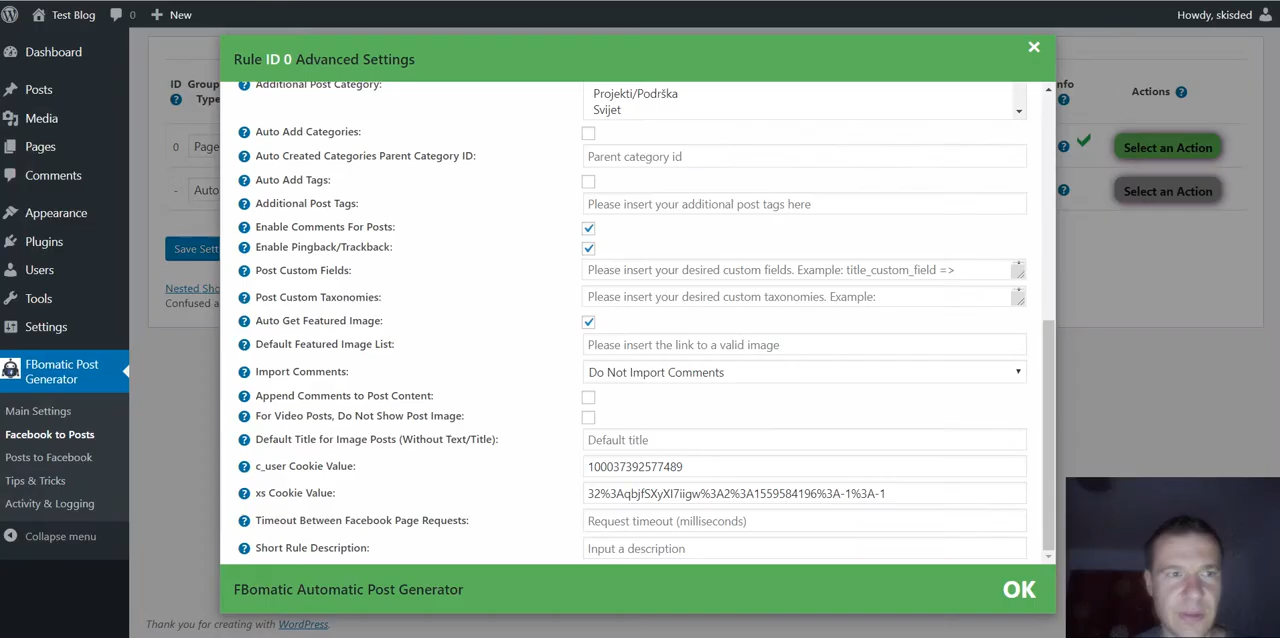 Test Blog
0
New
Howdy, skisded
Dashboard
Posts
Media
Pages
Comments
Appearance
Plugins
Users
Tools
Settings
FBomatic Post
Generator
Main Settings
Facebook to Posts
Posts to Facebook
Tips & Tricks
Activity & Logging
Collapse menu
ID
Type
0
Page
-
Auto
Rule ID 0 Advanced Settings
×
Additional Post Category:
Projekti/Podrška
Svijet
Auto Add Categories:
Auto Created Categories Parent Category ID:
Parent category id
Auto Add Tags:
Additional Post Tags:
Please insert your additional post tags here
Enable Comments For Posts:
Enable Pingback/Trackback:
Post Custom Fields:
Please insert your desired custom fields. Example: title_custom_field =>
Post Custom Taxonomies:
Please insert your desired custom taxonomies. Example:
Auto Get Featured Image:
Default Featured Image List:
Please insert the link to a valid image
Import Comments:
Do Not Import Comments
Append Comments to Post Content:
For Video Posts, Do Not Show Post Image:
Default Title for Image Posts (Without Text/Title):
Default title
c_user Cookie Value:
100037392577489
xs Cookie Value:
32%3AqbjfSXyXI7iigw%3A2%3A1559584196%3A-1%3A-1
Timeout Between Facebook Page Requests:
Request timeout (milliseconds)
Short Rule Description:
Input a description
FBomatic Automatic Post Generator
OK
Actions
Select an Action
Select an Action
Nested
Confused
Thank you for creating with WordPress.